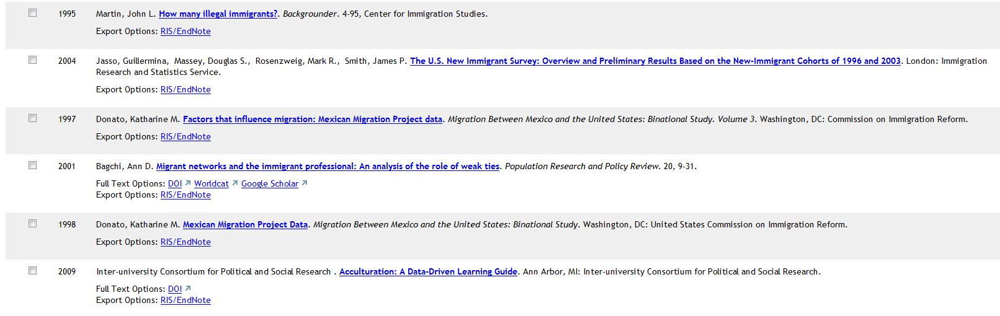 1995 Martin, John L. How many illegal immigrants?. Backgrounder. 4-95, Center for Immigration Studies.
Export Options: RIS/EndNote
2004 Jasso, Guillermina,  Massey, Douglas S.,  Rosenzweig, Mark R.,  Smith, James P. The U.S. New Immigrant Survey: Overview and Preliminary Results Based on the New-Immigrant Cohorts of 1996 and 2003. London: Immigration
Research and Statistics Service.
Export Options: RIS/EndNote
1997 Donato, Katharine M. Factors that influence migration: Mexican Migration Project data. Migration Between Mexico and the United States: Binational Study. Volume 3. Washington, DC: Commission on Immigration Reform.
Export Options: RIS/EndNote
2001 Bagchi, Ann D. Migrant networks and the immigrant professional: An analysis of the role of weak ties. Population Research and Policy Review. 20, 9-31.
Full Text Options: DOI Worldcat Google Scholar
Export Options: RIS/EndNote
1998 Donato, Katharine M. Mexican Migration Project Data. Migration Between Mexico and the United States: Binational Study. Washington, DC: United States Commission on Immigration Reform.
Export Options: RIS/EndNote
2009 Inter-university Consortium for Political and Social Research . Acculturation: A Data-Driven Learning Guide. Ann Arbor, MI: Inter-university Consortium for Political and Social Research.
Full Text Options: DOI
Export Options: RIS/EndNote